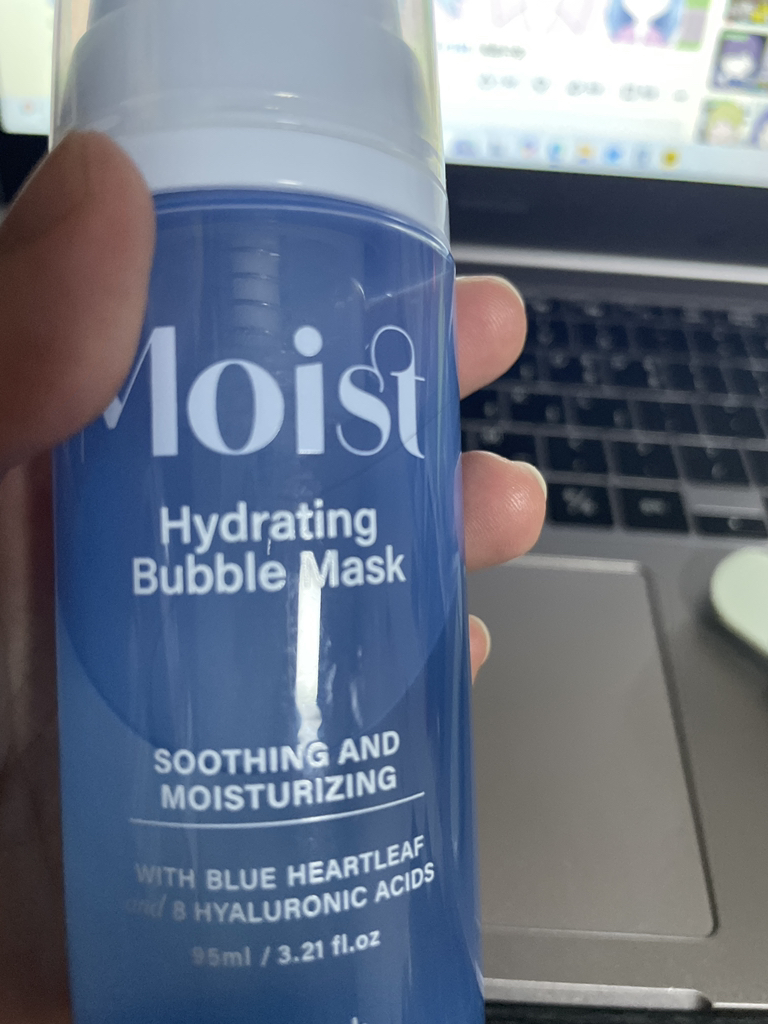 Moist
Hydrating
Bubble Mask
SOOTHING AND
MOISTURIZING
WITH BLUE HEARTLEAF
and 8 HYALURONIC ACIDS
95ml / 3.21 fl.oz